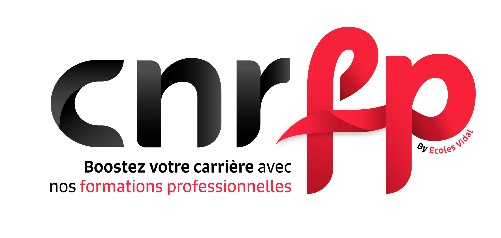 cnrfp
By Ecoles Vidal
Boostez votre carrière avec
nos formations professionnelles